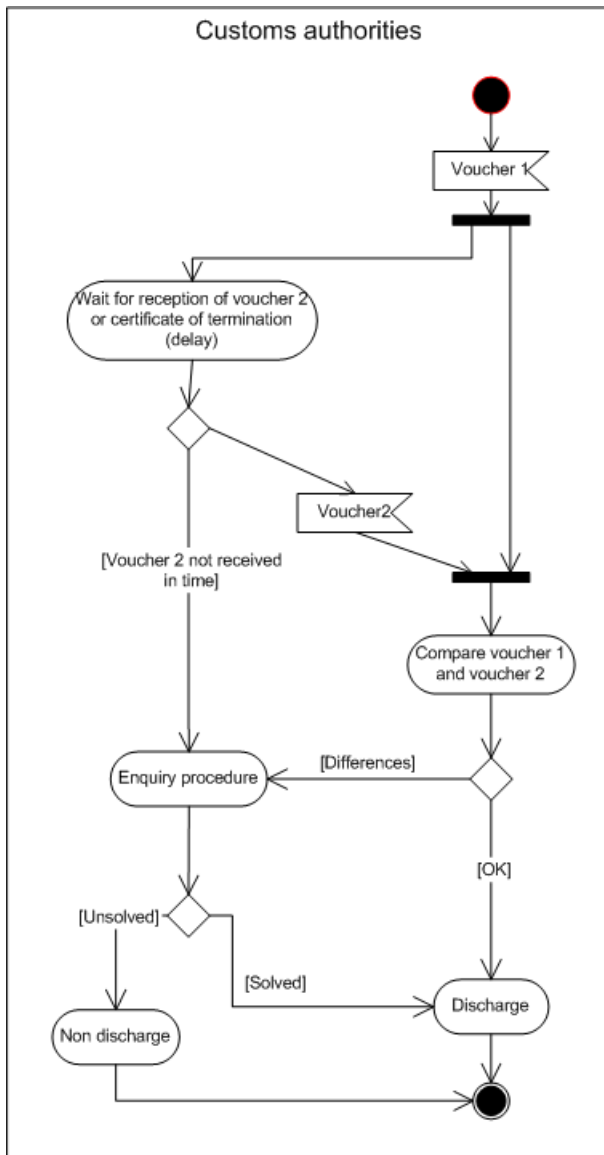 Customs authorities
Voucher 1
Wait for reception of voucher 2
or certificate of termination
(delay)
Voucher2
[Voucher 2 not received
in time]
Compare voucher 1
and voucher 2
[Differences]
Enquiry procedure
[OK]
[Unsolved]
[Solved]
Discharge
Non discharge